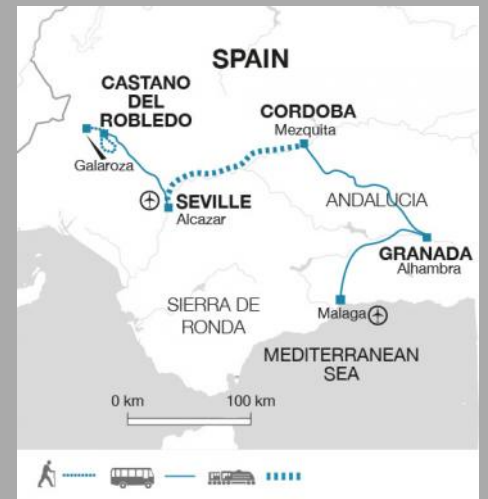 SPAIN
CASTANO
DEL
ROBLEDO
CORDOBA
Mezquita
Galaroza
SEVILLE
Alcazar
ANDALUCIA
GRANADA
Alhambra
SIERRA DE
RONDA
Malaga
MEDITERRANEAN
SEA
0 km
100 km